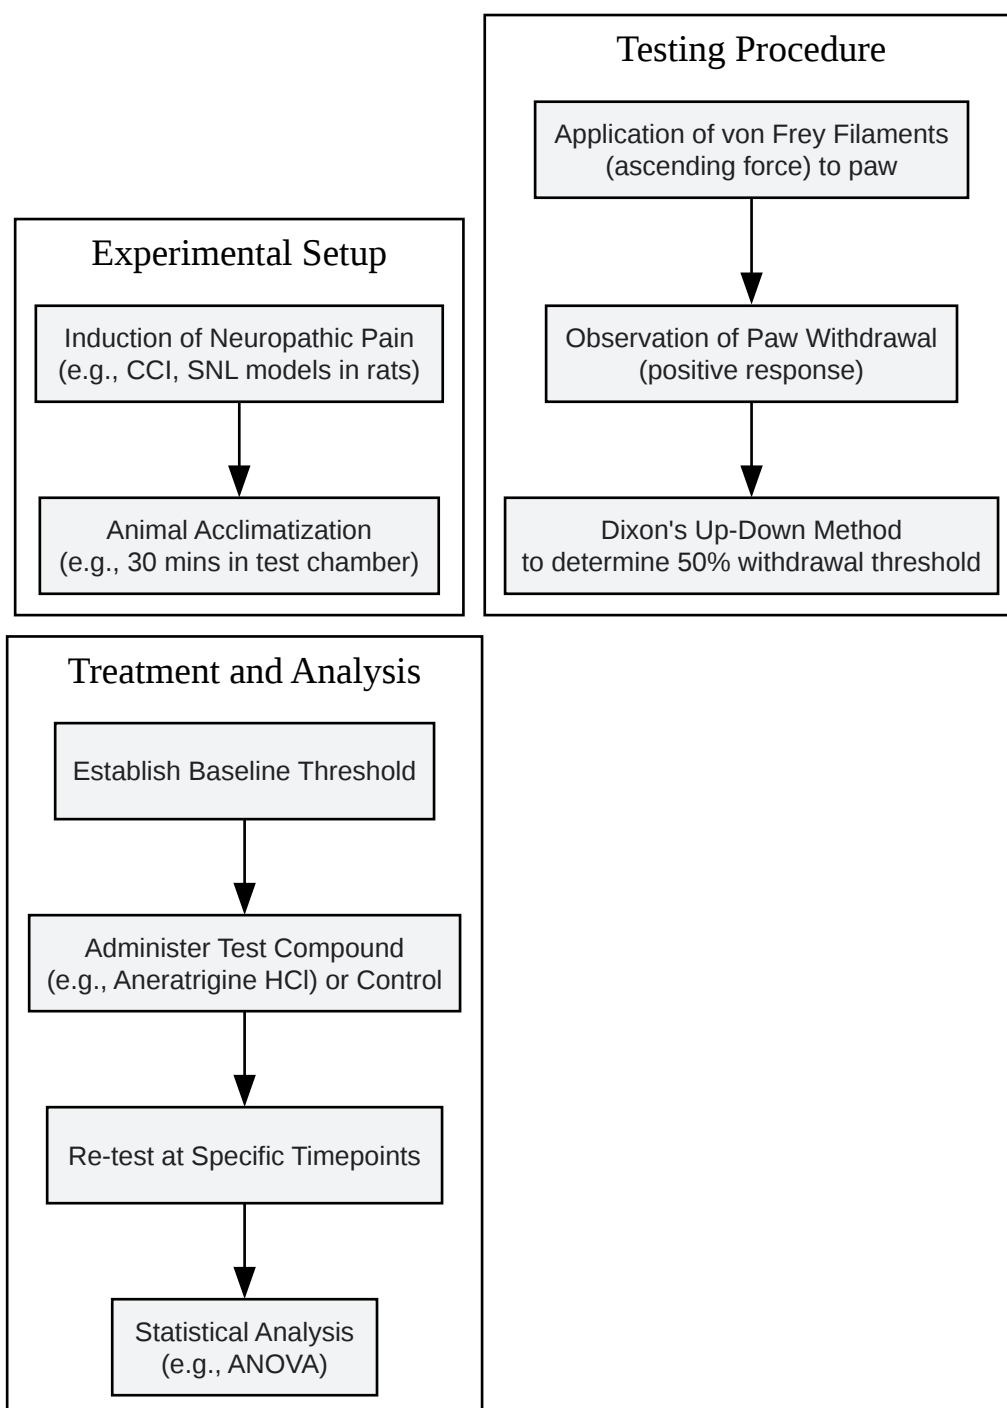 Experimental Setup
Induction of Neuropathic Pain
(e.g., CCI, SNL models in rats)
Animal Acclimatization
(e.g., 30 mins in test chamber)
Testing Procedure
Application of von Frey Filaments
(ascending force) to paw
Observation of Paw Withdrawal
(positive response)
Dixon's Up-Down Method
to determine 50% withdrawal threshold
Treatment and Analysis
Establish Baseline Threshold
Administer Test Compound
(e.g., Aneratrigine HCl) or Control
Re-test at Specific Timepoints
Statistical Analysis
(e.g., ANOVA)